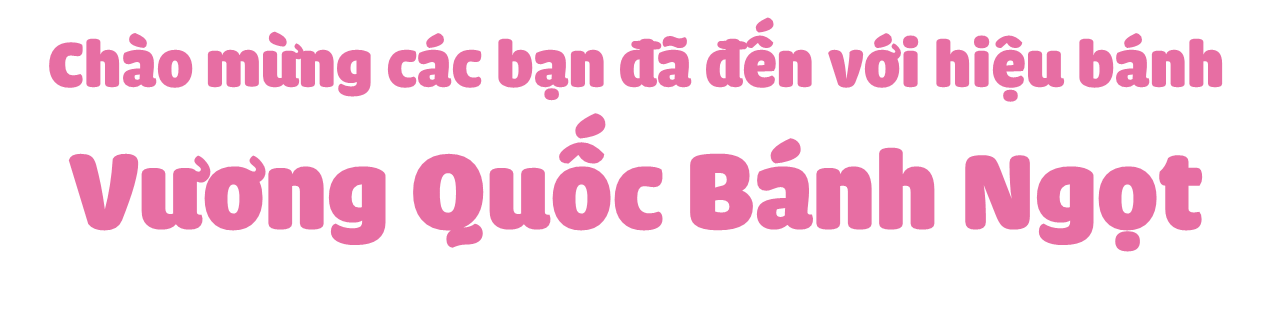 Chào mừng các bạn đã đến với hiệu bánh
Vương Quốc Bánh Ngọt